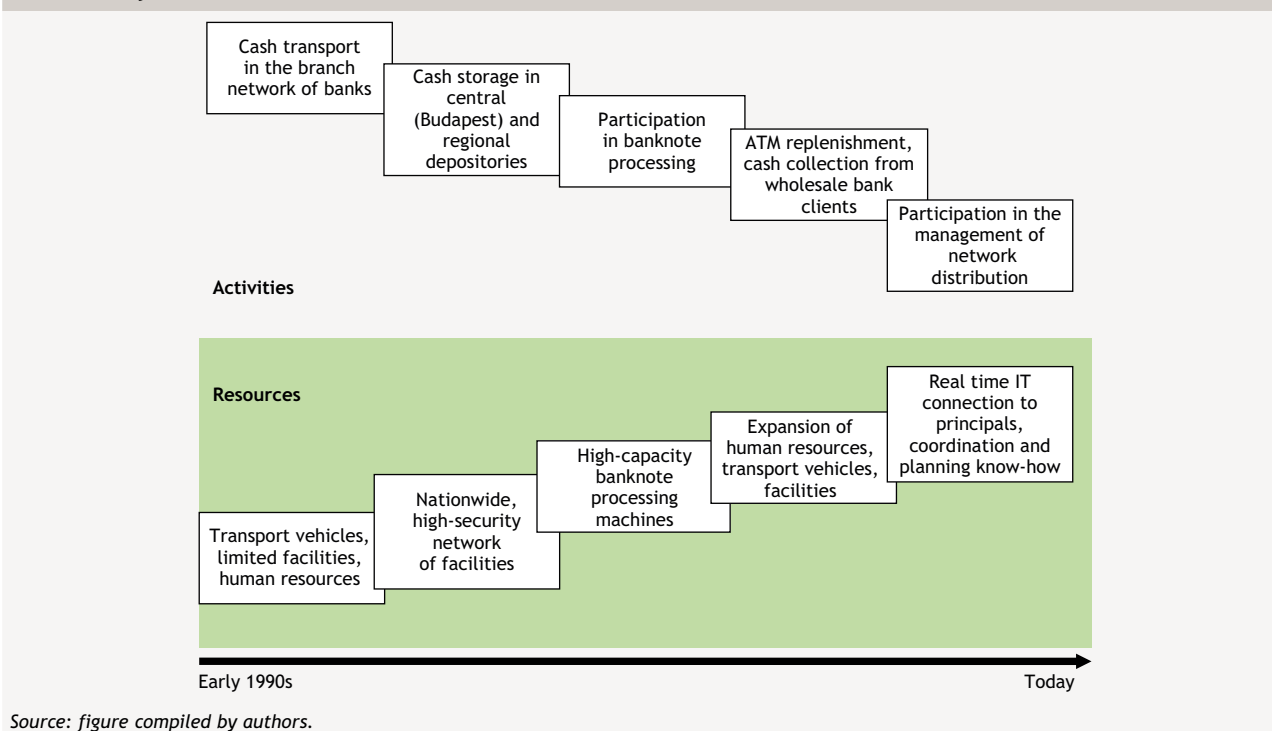 Cash transport
in the branch
network of banks
Cash storage in
central
(Budapest) and
regional
depositories
Participation
in banknote
processing
ATM replenishment,
cash collection from
wholesale bank
clients
Participation in the
management of
network
distribution
Activities
Resources
Real time IT
connection to
principals,
coordination and
planning know-how
Expansion of
human resources,
transport vehicles,
facilities
High-capacity
banknote
processing
machines
Nationwide,
high-security
network
of facilities
Transport vehicles,
limited facilities,
human resources
Early 1990s
Today
Source: figure compiled by authors.